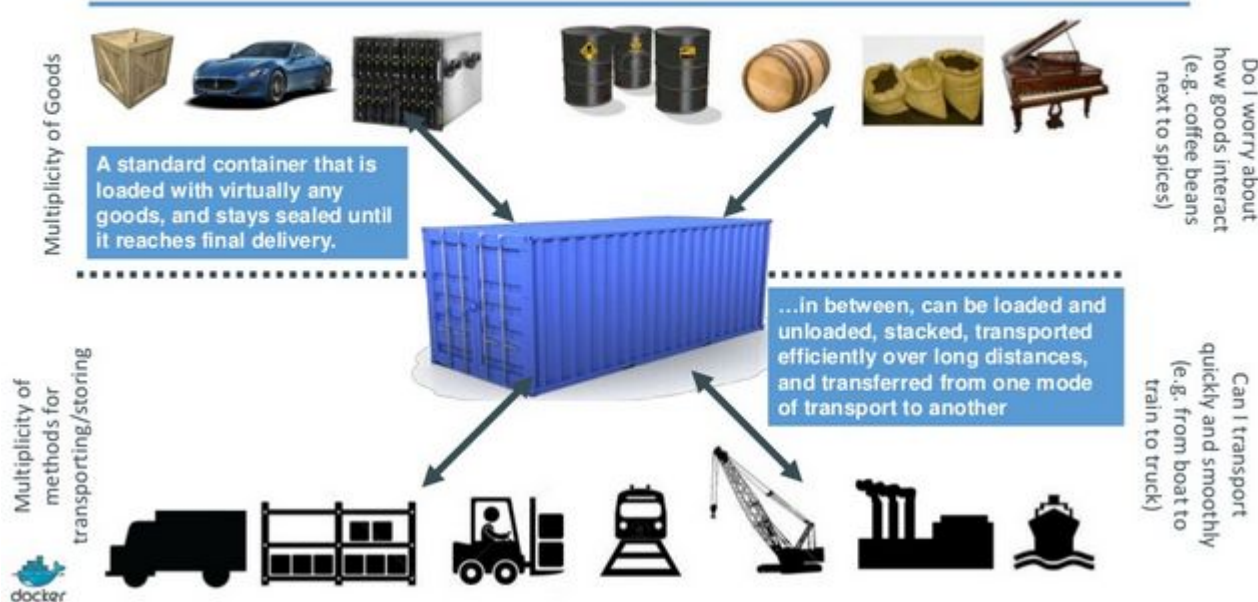 Multiplicity of Goods
Do I worry about
how goods interact
(e.g. coffee beans
next to spices)
A standard container that is
loaded with virtually any
goods, and stays sealed until
it reaches final delivery.
…in between, can be loaded and
unloaded, stacked, transported
efficiently over long distances,
and transferred from one mode
of transport to another
Multiplicity of
methods for
transporting/storing
Can I transport
quickly and smoothly
(e.g. from boat to
train to truck)
docker